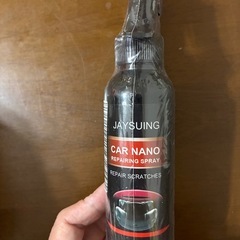 JAYSUING
CAR NANO
REPAIRING SPRAY
REPAIR SCRATCHES